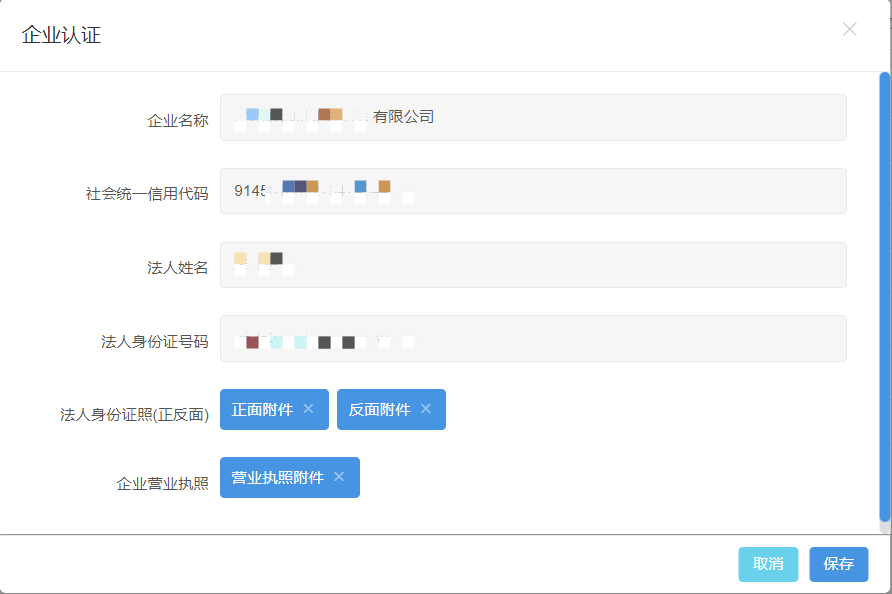 企业认证
企业名称 有限公司
社会统一信用代码 9145
法人姓名
法人身份证号码
法人身份证照(正反面) 正面附件 反面附件
企业营业执照 营业执照附件
取消 保存